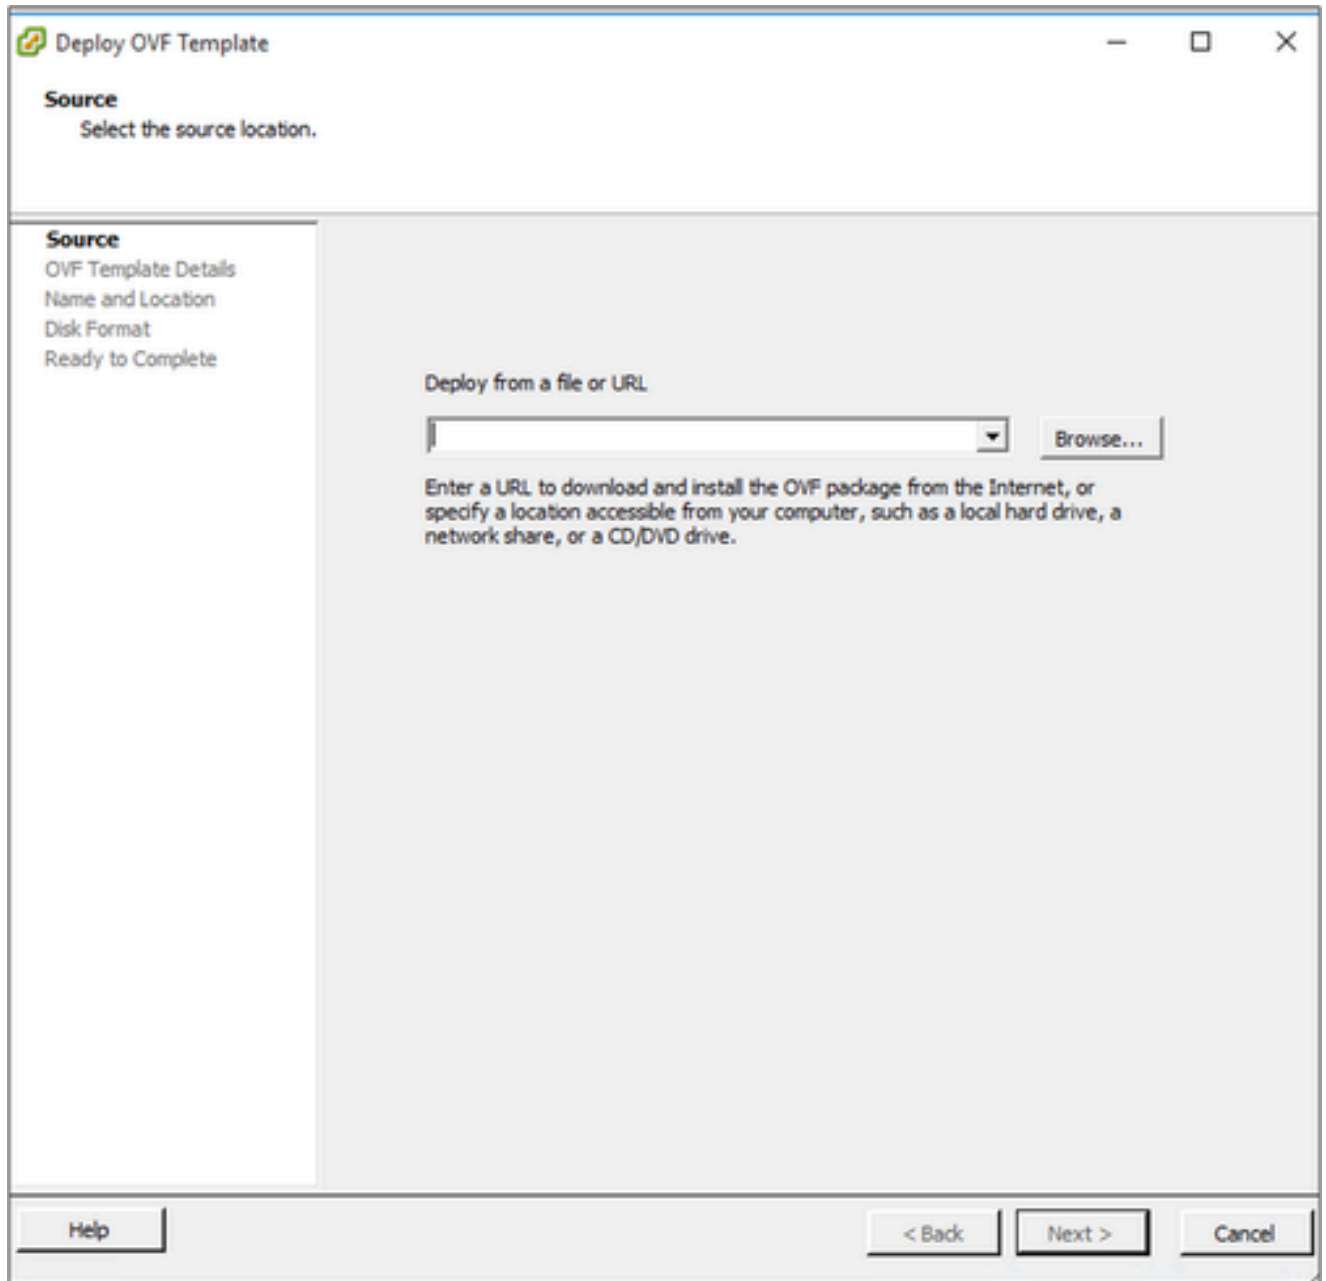 Deploy OVF Template
Source
Select the source location.
Source
OVF Template Details
Name and Location
Disk Format
Ready to Complete
Deploy from a file or URL
Browse...
Enter a URL to download and install the OVF package from the Internet, or
specify a location accessible from your computer, such as a local hard drive, a
network share, or a CD/DVD drive.
Help
< Back
Next >
Cancel